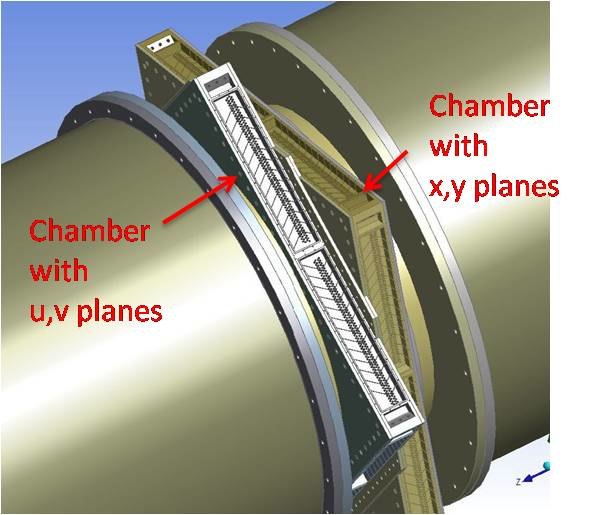 Chamber
with
x,y planes
Chamber
with
u,v planes
z